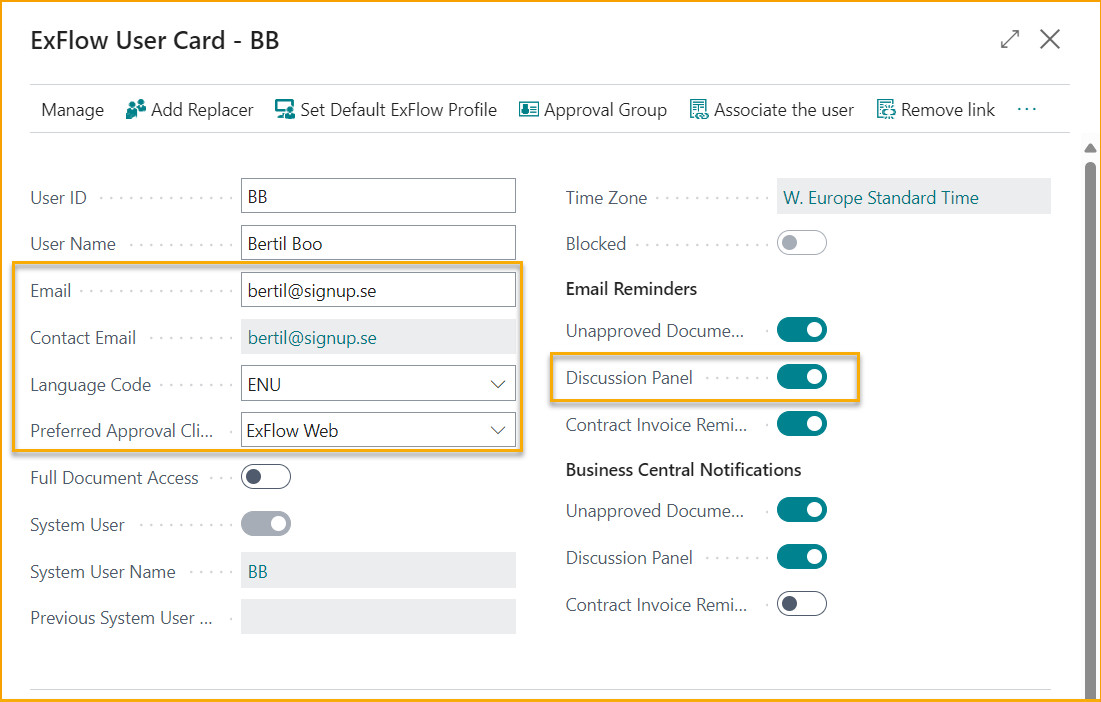 ExFlow User Card - BB
Manage Add Replacer Set Default ExFlow Profile Approval Group Associate the user Remove link ...
User ID BB
User Name Bertil Boo
Email bertil@signup.se
Contact Email bertil@signup.se
Language Code ENU
Preferred Approval Cli... ExFlow Web
Full Document Access
System User
System User Name BB
Previous System User ...
Time Zone W. Europe Standard Time
Blocked
Email Reminders
Unapproved Docume...
Discussion Panel
Contract Invoice Remi...
Business Central Notifications
Unapproved Docume...
Discussion Panel
Contract Invoice Remi...